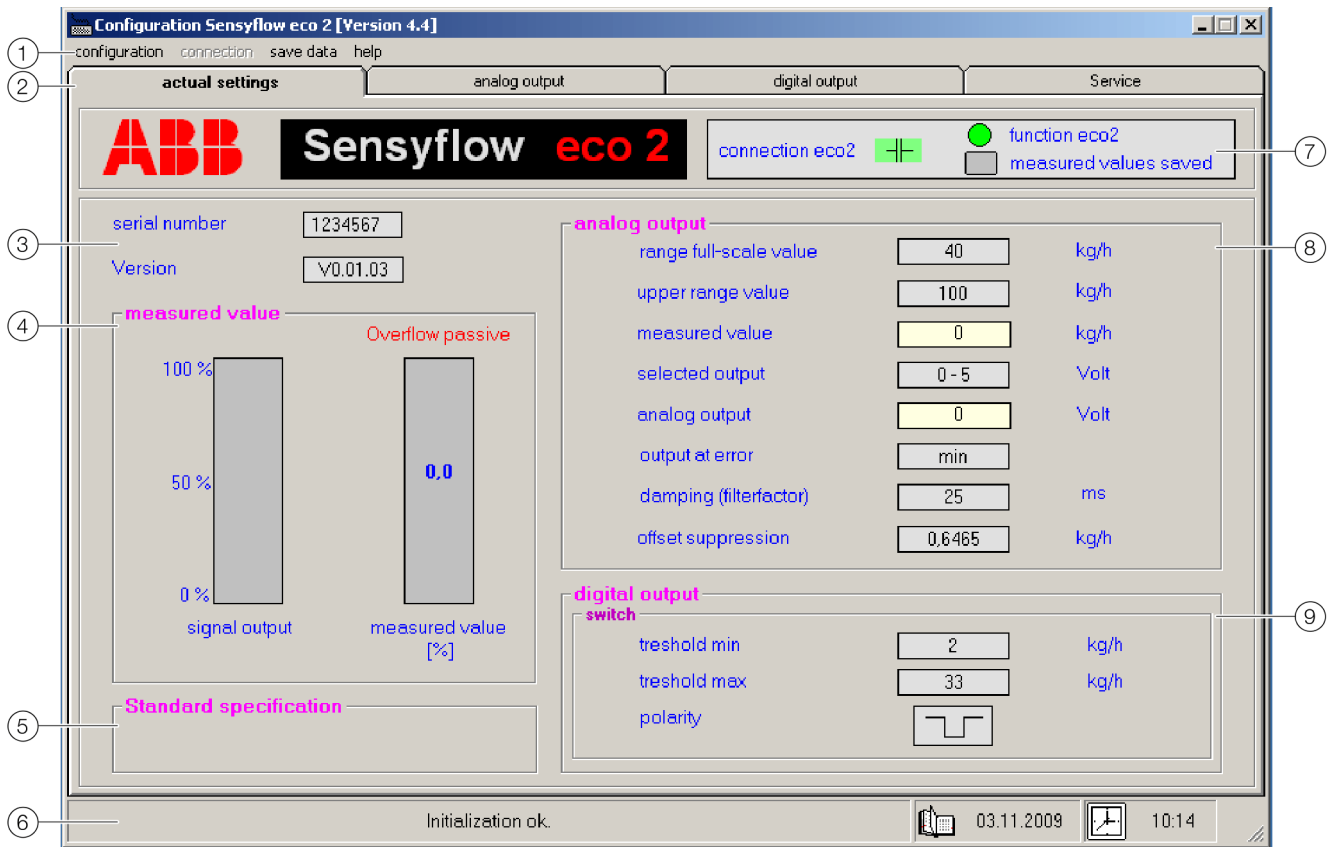 Configuration Sensyflow eco 2 [Version 4.4]
1
configuration connection save data help
2
actual settings analog output digital output Service
ABB
Sensyflow eco 2
connection eco2
function eco2
measured values saved
7
3
serial number 1234567
Version V0.01.03
4
measured value
Overflow passive
100 %
50 %
0 %
0,0
signal output
measured value
[%]
5
Standard specification
analog output
8
range full-scale value 40 kg/h
upper range value 100 kg/h
measured value 0 kg/h
selected output 0 - 5 Volt
analog output 0 Volt
output at error min
damping (filterfactor) 25 ms
offset suppression 0,6465 kg/h
digital output
9
switch
treshold min 2 kg/h
treshold max 33 kg/h
polarity
6
Initialization ok. 03.11.2009 10:14